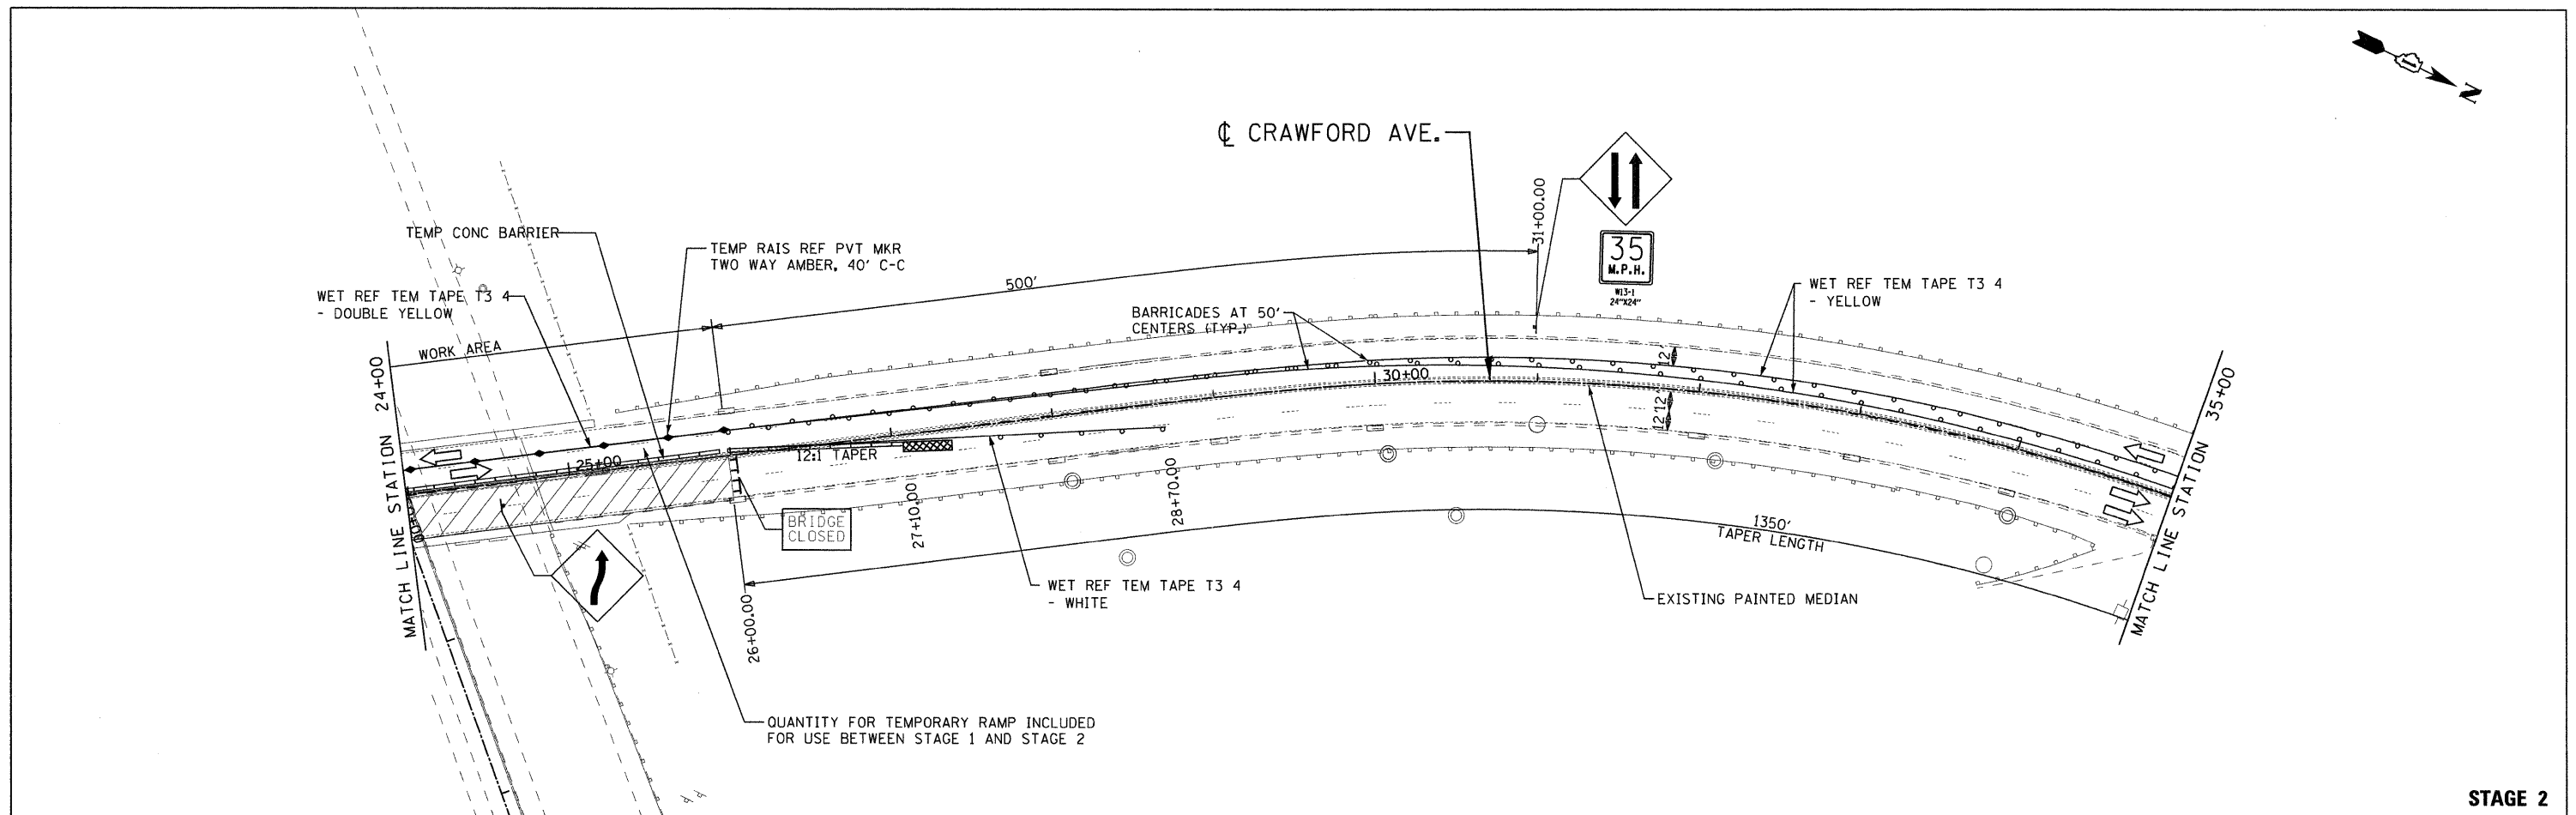 N
℄ CRAWFORD AVE.
31+00.00
35
M.P.H.
W13-1
24"X24"
TEMP CONC BARRIER
TEMP RAIS REF PVT MKR
TWO WAY AMBER, 40' C-C
500'
WET REF TEM TAPE T3 4
- YELLOW
WET REF TEM TAPE T3 4
- DOUBLE YELLOW
BARRICADES AT 50'
CENTERS (TYP.)
WORK AREA
12'
30+00
12'
12'
MATCH LINE STATION 24+00
25+00
12:1 TAPER
MATCH LINE STATION 35+00
BRIDGE
CLOSED
27+10.00
28+70.00
1350'
TAPER LENGTH
26+00.00
WET REF TEM TAPE T3 4
- WHITE
EXISTING PAINTED MEDIAN
QUANTITY FOR TEMPORARY RAMP INCLUDED
FOR USE BETWEEN STAGE 1 AND STAGE 2
STAGE 2